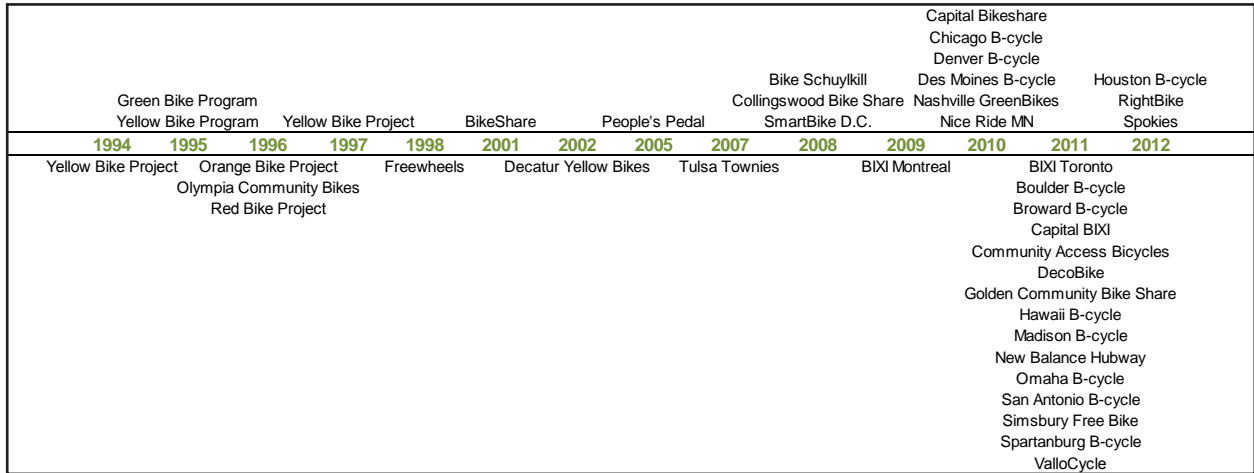 Capital Bikeshare
Chicago B-cycle
Denver B-cycle
Bike Schuylkill Des Moines B-cycle Houston B-cycle
Green Bike Program Collingswood Bike Share Nashville GreenBikes RightBike
Yellow Bike Program Yellow Bike Project BikeShare People's Pedal SmartBike D.C. Nice Ride MN Spokies
1994 1995 1996 1997 1998 2001 2002 2005 2007 2008 2009 2010 2011 2012
Yellow Bike Project Orange Bike Project Freewheels Decatur Yellow Bikes Tulsa Townies BIXI Montreal BIXI Toronto
Olympia Community Bikes Boulder B-cycle
Red Bike Project Broward B-cycle
Capital BIXI
Community Access Bicycles
DecoBike
Golden Community Bike Share
Hawaii B-cycle
Madison B-cycle
New Balance Hubway
Omaha B-cycle
San Antonio B-cycle
Simsbury Free Bike
Spartanburg B-cycle
ValloCycle